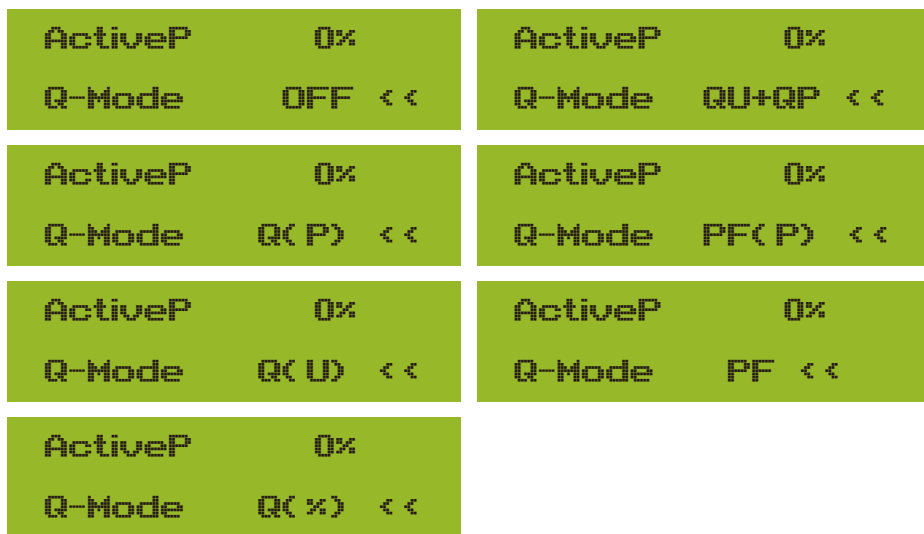 ActiveP 0%
Q-Mode OFF <<
ActiveP 0%
Q-Mode QU+QP <<
ActiveP 0%
Q-Mode Q(P) <<
ActiveP 0%
Q-Mode PF(P) <<
ActiveP 0%
Q-Mode Q(U) <<
ActiveP 0%
Q-Mode PF <<
ActiveP 0%
Q-Mode Q(%) <<